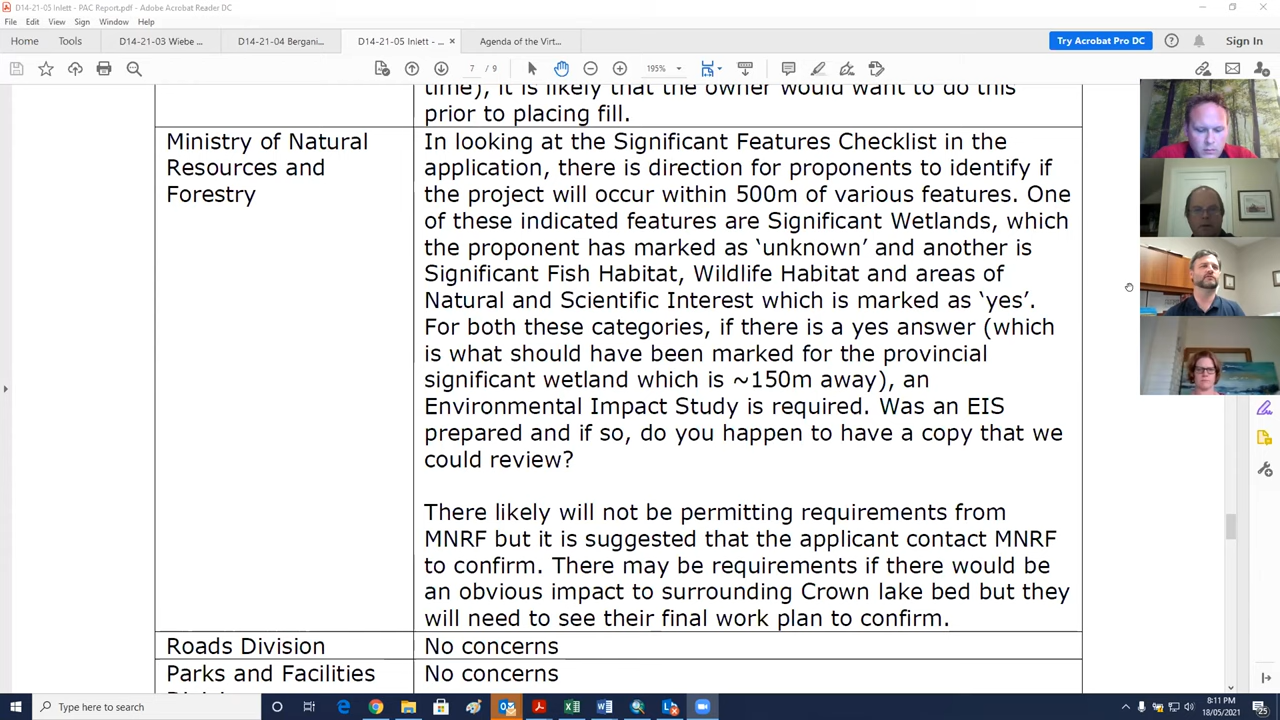 D14-21-05 Inlett - PAC Report.pdf - Adobe Acrobat Reader DC
File Edit View Sign Window Help
Home Tools D14-21-03 Wiebe ... D14-21-04 Bergani... D14-21-05 Inlett - ... × Agenda of the Virt... Try Acrobat Pro DC Sign In
7 / 9 195%
time), it is likely that the owner would want to do this
prior to placing fill.
Ministry of Natural
Resources and
Forestry
In looking at the Significant Features Checklist in the
application, there is direction for proponents to identify if
the project will occur within 500m of various features. One
of these indicated features are Significant Wetlands, which
the proponent has marked as ‘unknown’ and another is
Significant Fish Habitat, Wildlife Habitat and areas of
Natural and Scientific Interest which is marked as ‘yes’.
For both these categories, if there is a yes answer (which
is what should have been marked for the provincial
significant wetland which is ~150m away), an
Environmental Impact Study is required. Was an EIS
prepared and if so, do you happen to have a copy that we
could review?
There likely will not be permitting requirements from
MNRF but it is suggested that the applicant contact MNRF
to confirm. There may be requirements if there would be
an obvious impact to surrounding Crown lake bed but they
will need to see their final work plan to confirm.
Roads Division No concerns
Parks and Facilities No concerns
Type here to search
8:11 PM
18/05/2021
25